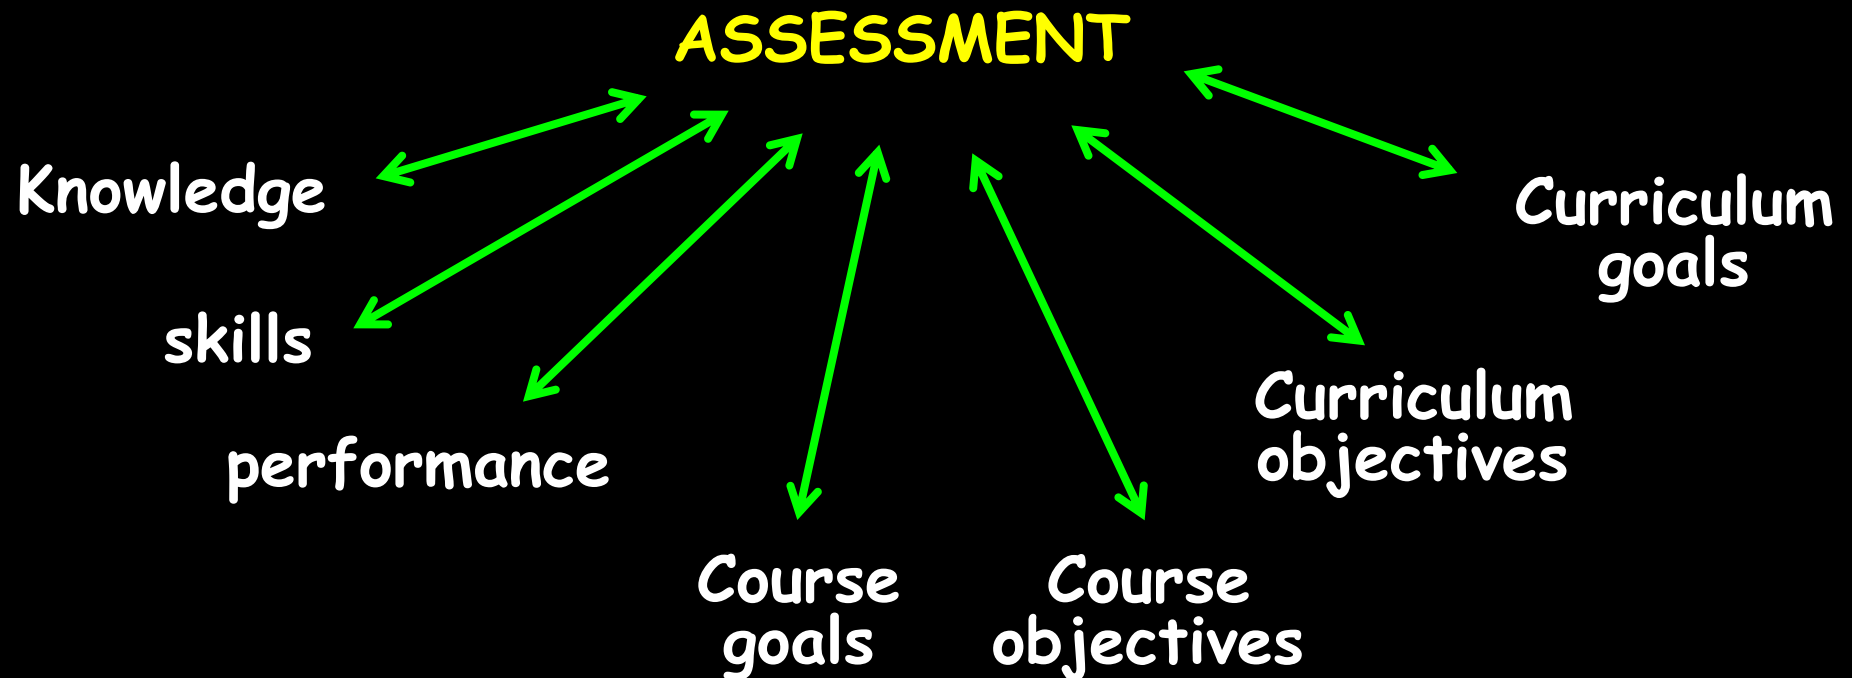 ASSESSMENT
Knowledge
skills
performance
Course
goals
Course
objectives
Curriculum
objectives
Curriculum
goals